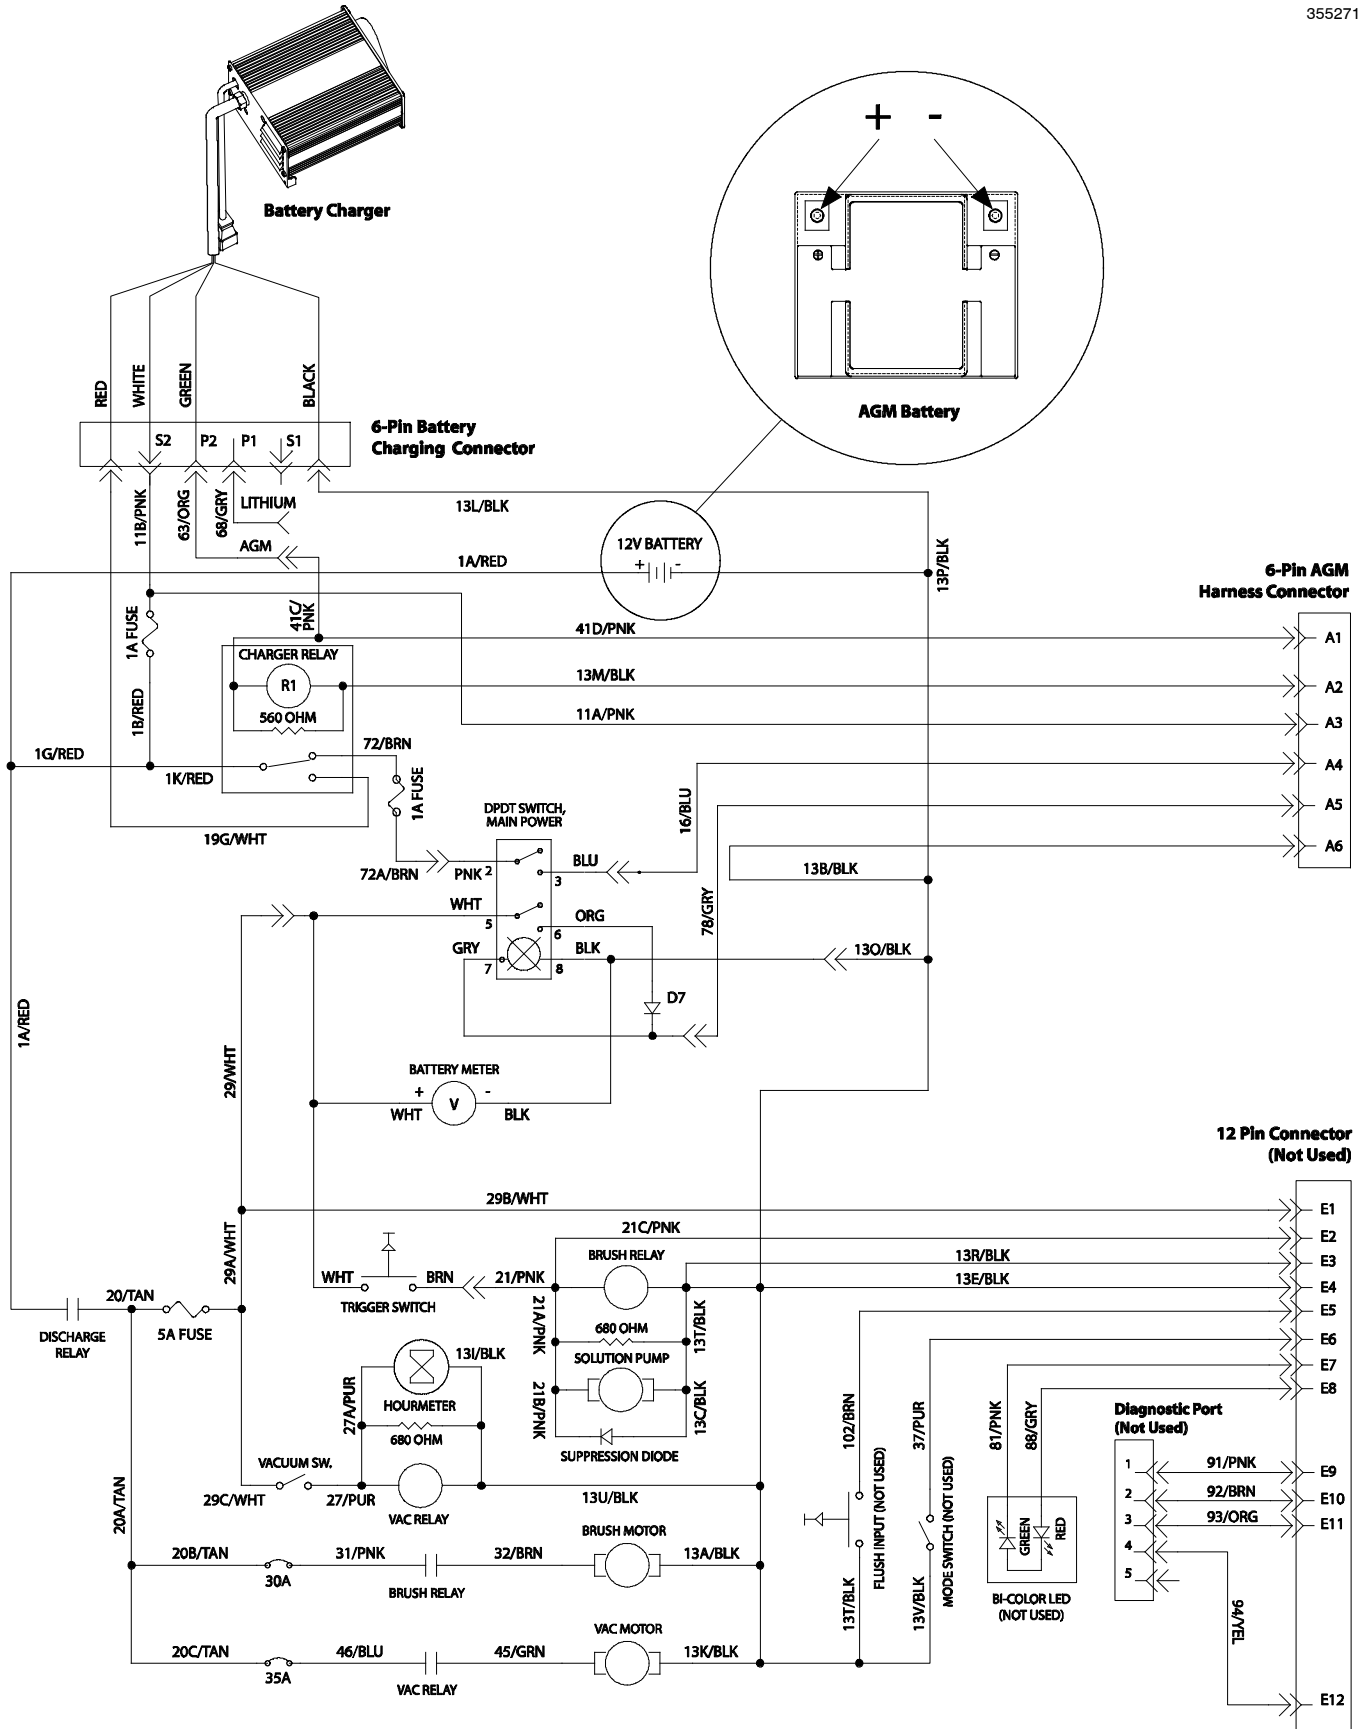 355271
+ -
Battery Charger
AGM Battery
RED
WHITE
GREEN
BLACK
6-Pin Battery
Charging Connector
S2
P2
P1
S1
11B/PNK
63/ORG
68/GRY
LITHIUM
AGM
13L/BLK
1A/RED
12V BATTERY
+ -
13P/BLK
6-Pin AGM
Harness Connector
1A FUSE
41C/
PNK
41D/PNK
A1
CHARGER RELAY
R1
560 OHM
13M/BLK
A2
11A/PNK
A3
1B/RED
1G/RED
1K/RED
72/BRN
1A FUSE
19G/WHT
A4
16/BLU
A5
A6
DPDT SWITCH,
MAIN POWER
72A/BRN
PNK
2
BLU
3
13B/BLK
78/GRY
WHT
5
ORG
6
GRY
7
BLK
8
13O/BLK
D7
1A/RED
29/WHT
BATTERY METER
+ -
V
WHT
BLK
12 Pin Connector
(Not Used)
29B/WHT
E1
21C/PNK
E2
29A/WHT
BRUSH RELAY
13R/BLK
E3
WHT
BRN
21/PNK
13E/BLK
E4
TRIGGER SWITCH
20/TAN
5A FUSE
DISCHARGE
RELAY
21A/PNK
680 OHM
13T/BLK
E5
E6
SOLUTION PUMP
13I/BLK
E7
27A/PUR
HOURMETER
21B/PNK
13C/BLK
E8
680 OHM
SUPPRESSION DIODE
102/BRN
37/PUR
81/PNK
88/GRY
Diagnostic Port
(Not Used)
VACUUM SW.
29C/WHT
27/PUR
VAC RELAY
13U/BLK
1
91/PNK
E9
2
92/BRN
E10
3
93/ORG
E11
4
5
20A/TAN
FLUSH INPUT (NOT USED)
MODE SWITCH (NOT USED)
GREEN
RED
BI-COLOR LED
(NOT USED)
BRUSH MOTOR
20B/TAN
30A
31/PNK
BRUSH RELAY
32/BRN
13A/BLK
13T/BLK
13V/BLK
94/YEL
VAC MOTOR
20C/TAN
35A
46/BLU
VAC RELAY
45/GRN
13K/BLK
E12